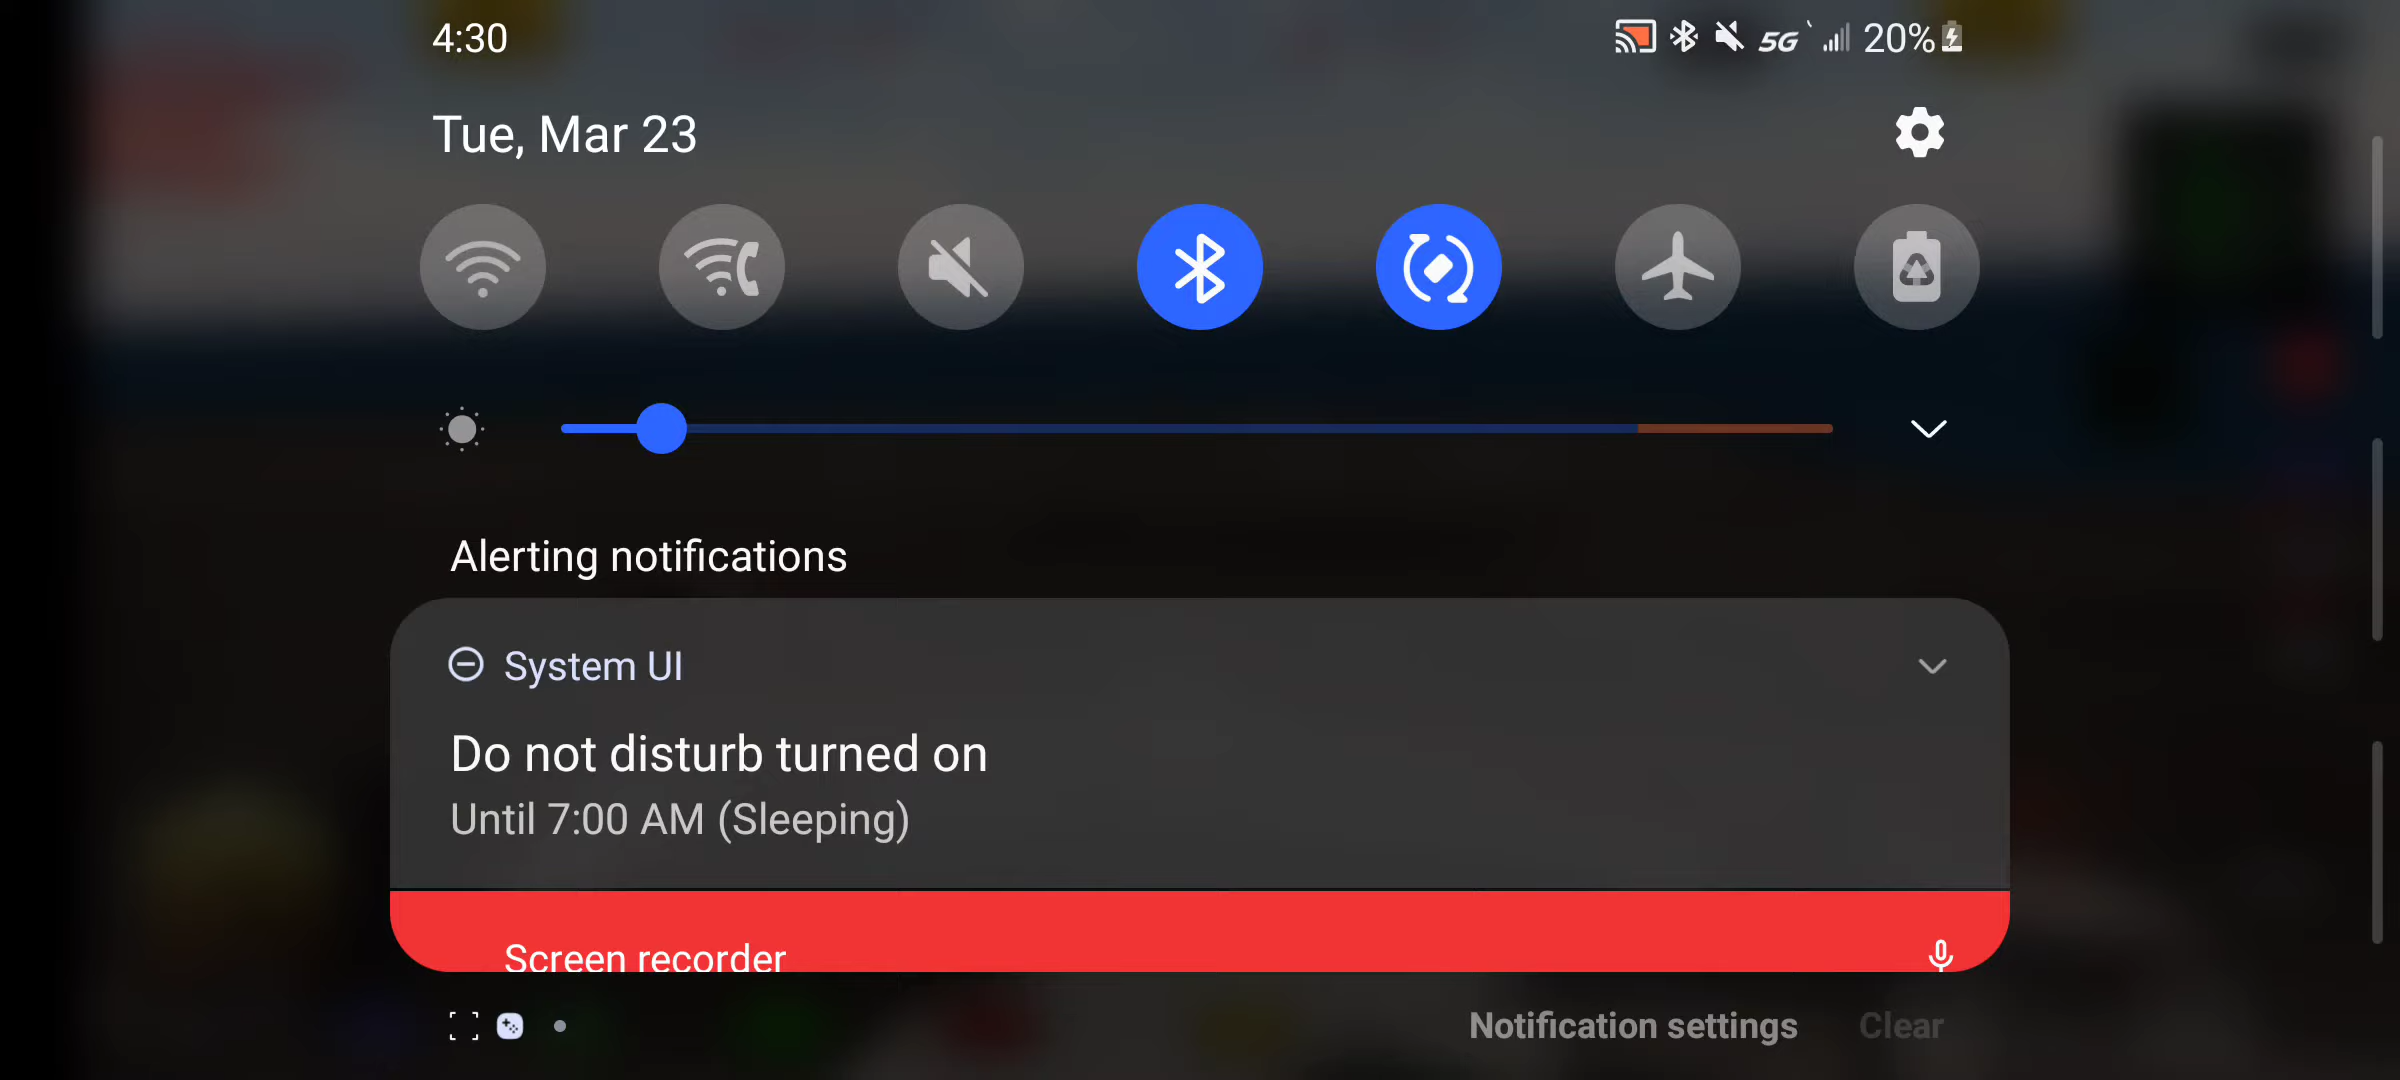 4:30
5G
20%
Tue, Mar 23
Alerting notifications
System UI
Do not disturb turned on
Until 7:00 AM (Sleeping)
Screen recorder
Notification settings
Clear